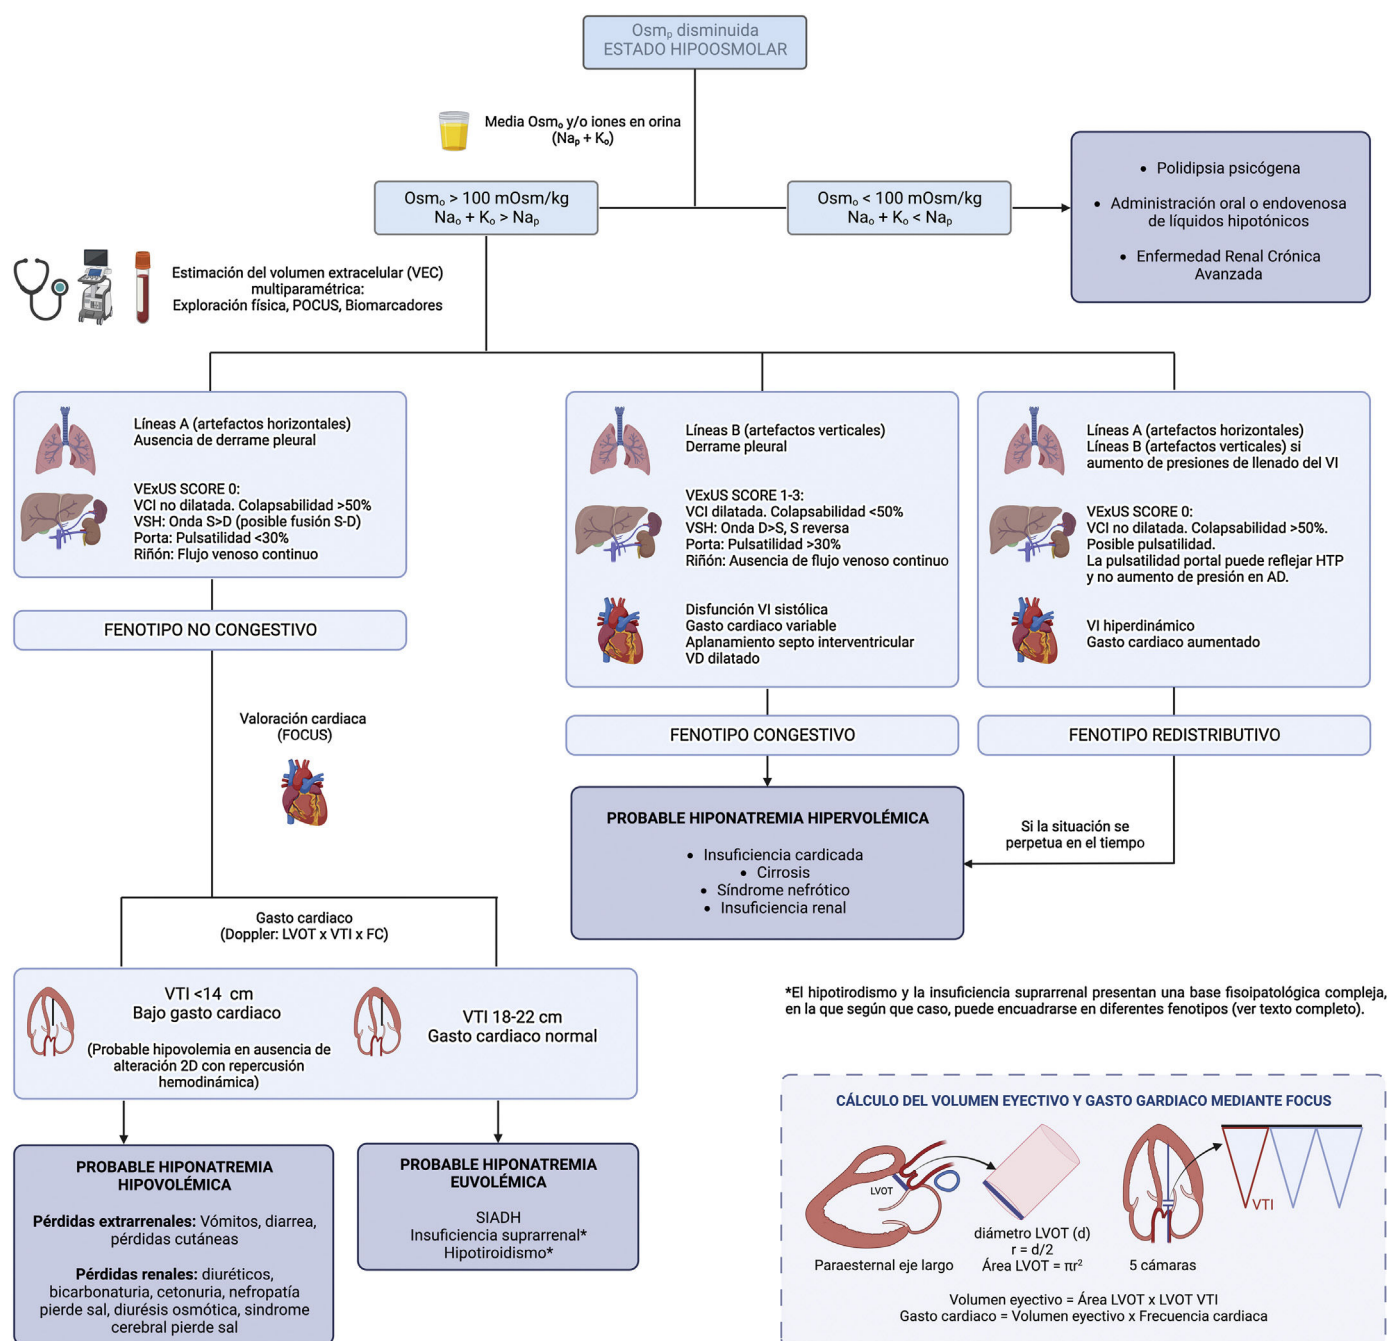 Osmₚ disminuida
ESTADO HIPOOSMOLAR
Media Osmₒ y/o iones en orina
(Naₚ + Kₒ)
Osmₒ > 100 mOsm/kg
Naₒ + Kₒ > Naₚ
Osmₒ < 100 mOsm/kg
Naₒ + Kₒ < Naₚ
• Polidipsia psicógena
• Administración oral o endovenosa
de líquidos hipotónicos
• Enfermedad Renal Crónica
Avanzada
Estimación del volumen extracelular (VEC)
multiparamétrica:
Exploración física, POCUS, Biomarcadores
Líneas A (artefactos horizontales)
Ausencia de derrame pleural
VExUS SCORE 0:
VCI no dilatada. Colapsabilidad >50%
VSH: Onda S>D (posible fusión S-D)
Porta: Pulsatilidad <30%
Riñón: Flujo venoso continuo
FENOTIPO NO CONGESTIVO
Líneas B (artefactos verticales)
Derrame pleural
VExUS SCORE 1-3:
VCI dilatada. Colapsabilidad <50%
VSH: Onda D>S, S reversa
Porta: Pulsatilidad >30%
Riñón: Ausencia de flujo venoso continuo
Disfunción VI sistólica
Gasto cardiaco variable
Aplanamiento septo interventricular
VD dilatado
FENOTIPO CONGESTIVO
Líneas A (artefactos horizontales)
Líneas B (artefactos verticales) si
aumento de presiones de llenado del VI
VExUS SCORE 0:
VCI no dilatada. Colapsabilidad >50%.
Posible pulsatilidad.
La pulsatilidad portal puede reflejar HTP
y no aumento de presión en AD.
VI hiperdinámico
Gasto cardiaco aumentado
FENOTIPO REDISTRIBUTIVO
Valoración cardiaca
(FOCUS)
PROBABLE HIPONATREMIA HIPERVOLÉMICA
• Insuficiencia cardicada
• Cirrosis
• Síndrome nefrótico
• Insuficiencia renal
Si la situación se
perpetua en el tiempo
Gasto cardiaco
(Doppler: LVOT x VTI x FC)
VTI <14 cm
Bajo gasto cardiaco
(Probable hipovolemia en ausencia de
alteración 2D con repercusión
hemodinámica)
VTI 18-22 cm
Gasto cardiaco normal
PROBABLE HIPONATREMIA
HIPOVOLÉMICA
Pérdidas extrarrenales: Vómitos, diarrea,
pérdidas cutáneas
Pérdidas renales: diuréticos,
bicarbonaturia, cetonuria, nefropatía
pierde sal, diurésis osmótica, sindrome
cerebral pierde sal
PROBABLE HIPONATREMIA
EUVOLÉMICA
SIADH
Insuficiencia suprarrenal*
Hipotiroidismo*
*El hipotirodismo y la insuficiencia suprarrenal presentan una base fisoipatológica compleja,
en la que según que caso, puede encuadrarse en diferentes fenotipos (ver texto completo).
CÁLCULO DEL VOLUMEN EYECTIVO Y GASTO GARDIACO MEDIANTE FOCUS
LVOT
VTI
Paraesternal eje largo
diámetro LVOT (d)
r = d/2
Área LVOT = πr²
5 cámaras
Volumen eyectivo = Área LVOT x LVOT VTI
Gasto cardiaco = Volumen eyectivo x Frecuencia cardiaca